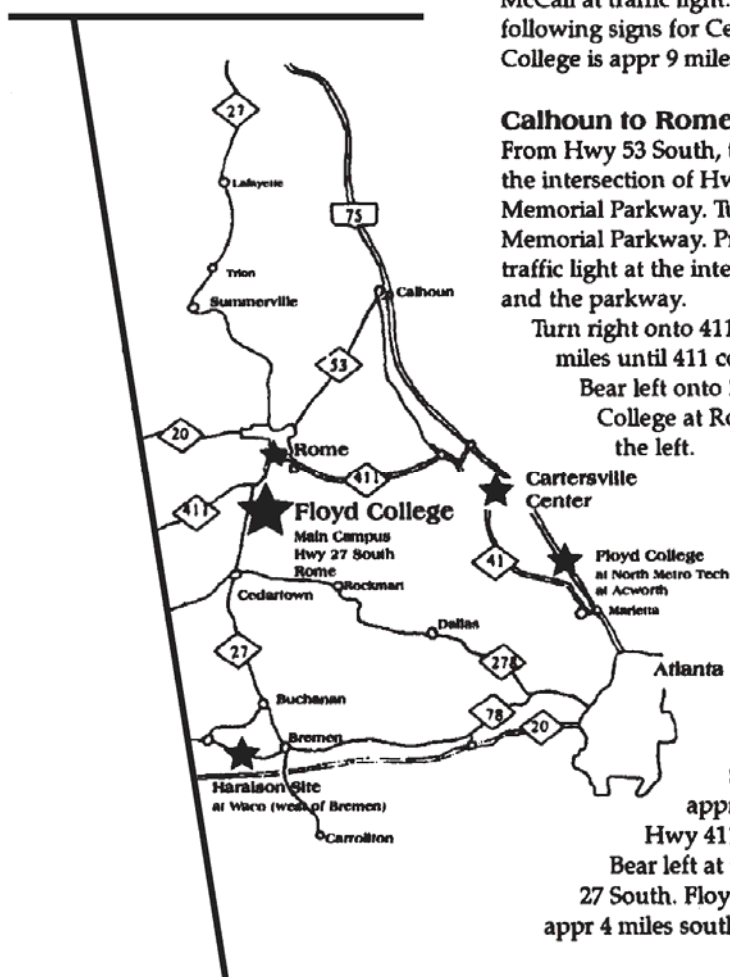 McCall at traffic light.
following signs for Ce
College is appr 9 mile
Calhoun to Rome
From Hwy 53 South, t
the intersection of Hw
Memorial Parkway. Tu
Memorial Parkway. Pr
traffic light at the inte
and the parkway.
Turn right onto 411
miles until 411 co
Bear left onto
College at Ro
the left.
27
Lafayette
75
Trion
Summerville
Calhoun
53
20
Rome
411
Cartersville
Center
411
Floyd College
Main Campus
Hwy 27 South
Rome
41
Floyd College
at North Metro Tech
at Acworth
Marietta
Cedartown
Rockmart
Dallas
27
278
Atlanta
Buchanan
78
20
Bremen
Haralson Site
at Waco (west of Bremen)
Carrollton
appr
Hwy 411
Bear left at
27 South. Floy
appr 4 miles south